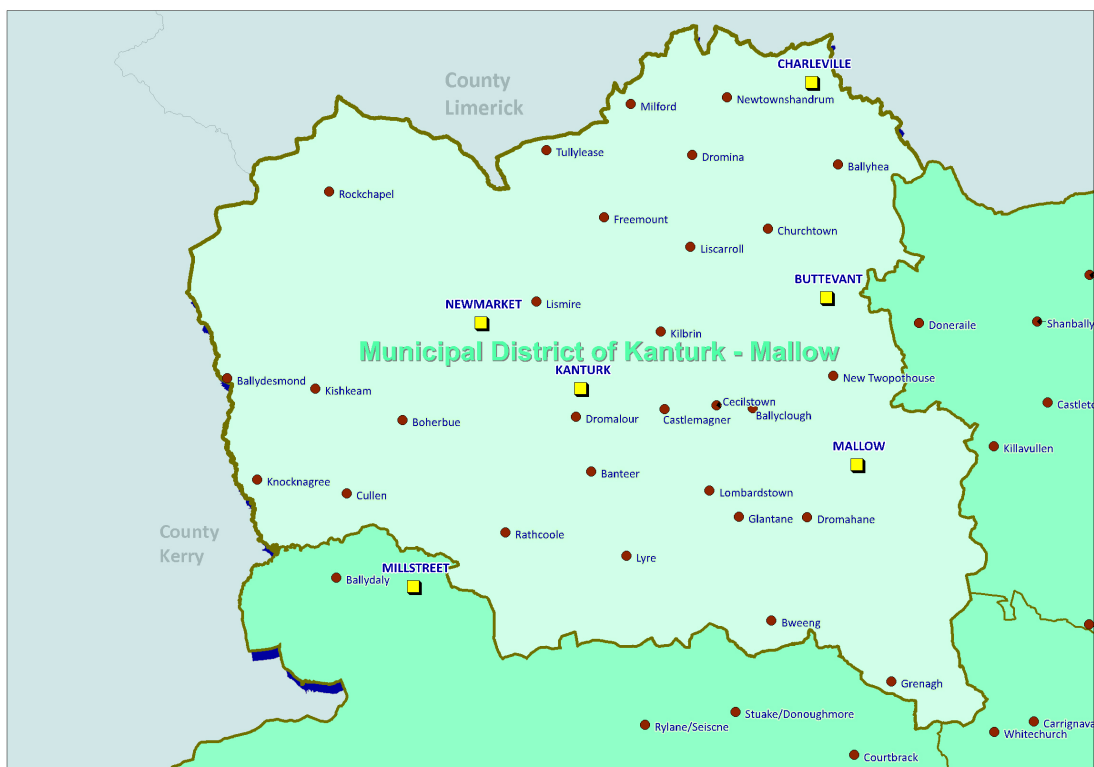 CHARLEVILLE
County
Limerick
Newtownshandrum
Milford
Tullylease
Dromina
Ballyhea
Rockchapel
Freemount
Churchtown
Liscarroll
BUTTEVANT
NEWMARKET
Lismire
Doneraile
Shanbally
Kilbrin
Municipal District of Kanturk - Mallow
KANTURK
New Twopothouse
Ballydesmond
Kishkeam
Cecilstown
Castlet
Boherbue
Dromalour
Castlemagner
Ballyclough
MALLOW
Killavullen
Banteer
Knocknagree
Cullen
Lombardstown
Glantane
Dromahane
County
Kerry
Rathcoole
Lyre
MILLSTREET
Ballydaly
Bweeng
Grenagh
Stuake/Donoughmore
Rylane/Seiscne
Carrignava
Whitechurch
Courtbrack